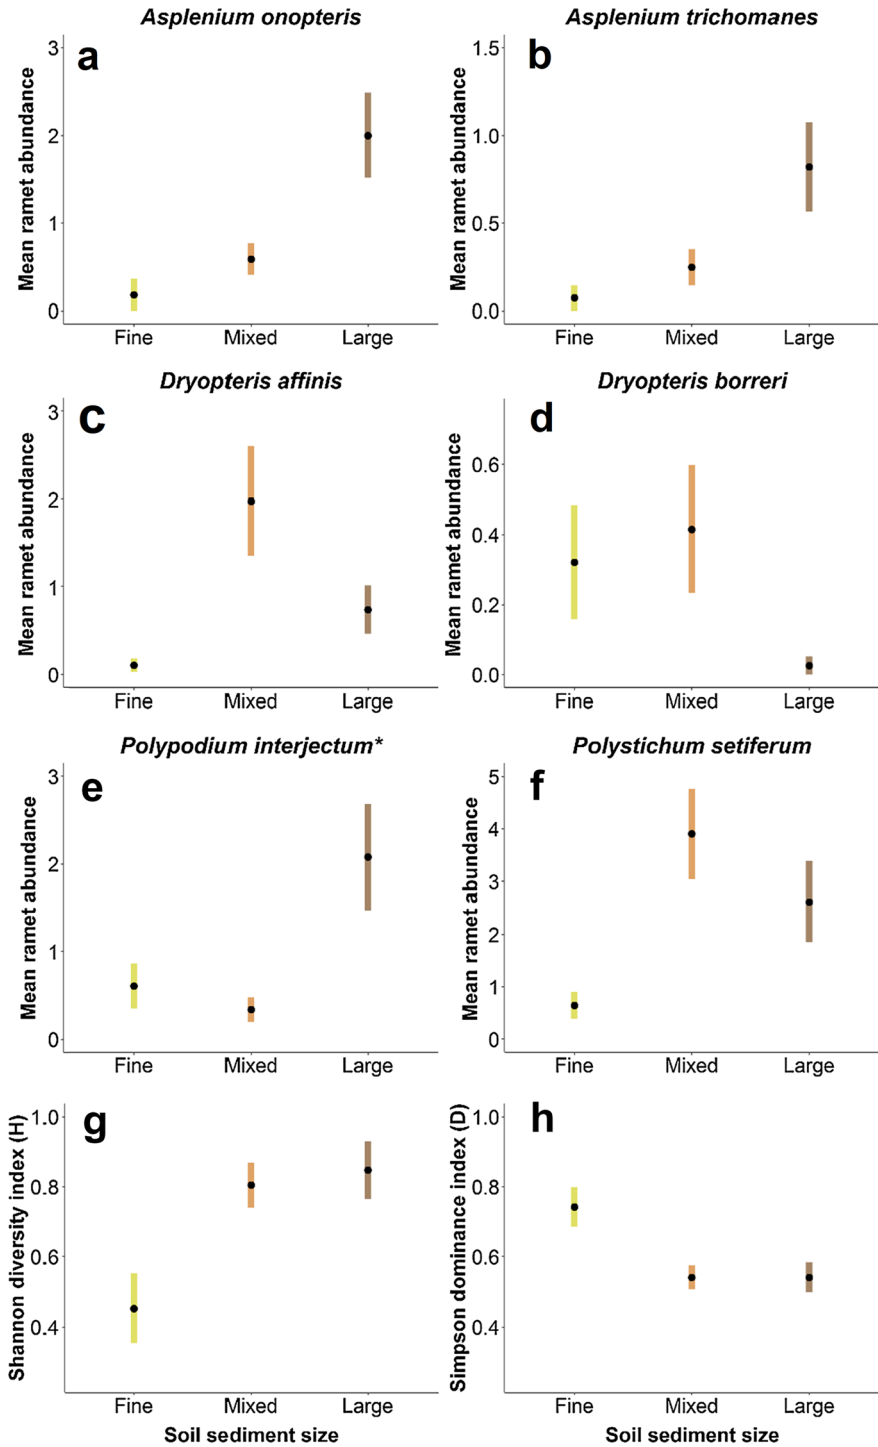 Asplenium onopteris
Asplenium trichomanes
a
b
Mean ramet abundance
3
2
1
0
Fine Mixed Large
Mean ramet abundance
1.5
1.0
0.5
0.0
Fine Mixed Large
Dryopteris affinis
Dryopteris borreri
c
d
Mean ramet abundance
3
2
1
0
Fine Mixed Large
Mean ramet abundance
0.6
0.4
0.2
0.0
Fine Mixed Large
Polypodium interjectum*
Polystichum setiferum
e
f
Mean ramet abundance
3
2
1
0
Fine Mixed Large
Mean ramet abundance
5
4
3
2
1
0
Fine Mixed Large
g
h
Shannon diversity index (H)
1.0
0.8
0.6
0.4
Fine Mixed Large
Soil sediment size
Simpson dominance index (D)
1.0
0.8
0.6
0.4
Fine Mixed Large
Soil sediment size